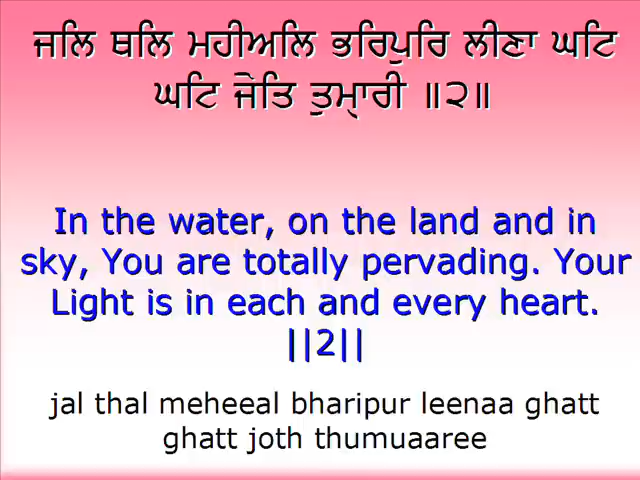 ਜਲਿ ਥਲਿ ਮਹੀਅਲਿ ਭਰਿਪੁਰਿ ਲੀਣਾ ਘਟਿ
ਘਟਿ ਜੋਤਿ ਤੁਮ੍ਹਾਰੀ ॥੨॥
In the water, on the land and in
sky, You are totally pervading. Your
Light is in each and every heart.
||2||
jal thal meheeal bharipur leenaa ghatt
ghatt joth thumuaaree